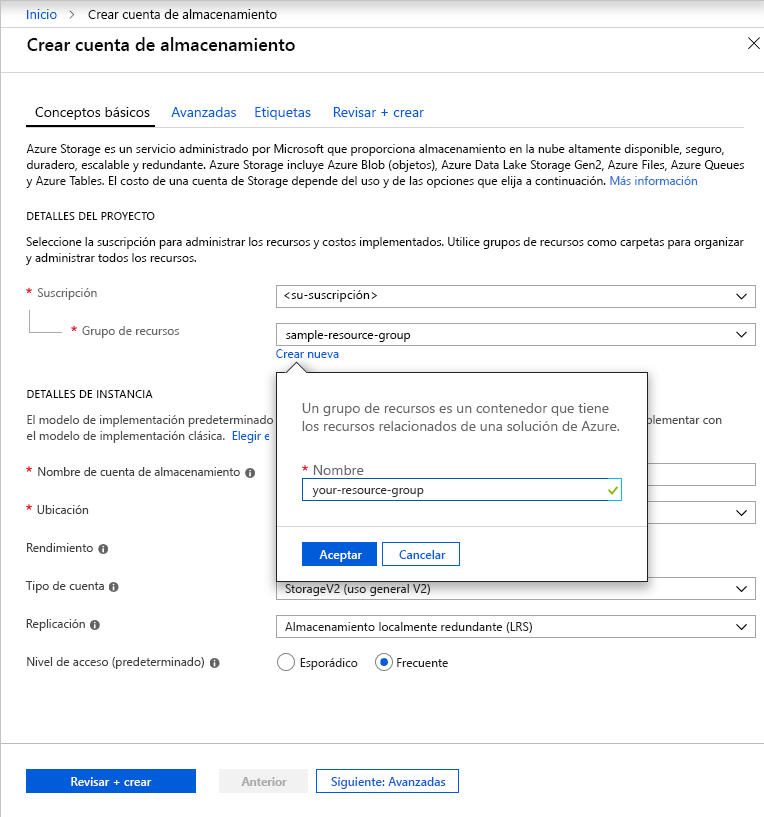 Inicio > Crear cuenta de almacenamiento
Crear cuenta de almacenamiento
Conceptos básicos Avanzadas Etiquetas Revisar + crear
Azure Storage es un servicio administrado por Microsoft que proporciona almacenamiento en la nube altamente disponible, seguro,
duradero, escalable y redundante. Azure Storage incluye Azure Blob (objetos), Azure Data Lake Storage Gen2, Azure Files, Azure Queues
y Azure Tables. El costo de una cuenta de Storage depende del uso y de las opciones que elija a continuación. Más información
DETALLES DEL PROYECTO
Seleccione la suscripción para administrar los recursos y costos implementados. Utilice grupos de recursos como carpetas para organizar
y administrar todos los recursos.
* Suscripción
<su-suscripción>
* Grupo de recursos
sample-resource-group
Crear nueva
Un grupo de recursos es un contenedor que tiene
los recursos relacionados de una solución de Azure.
* Nombre
your-resource-group
Aceptar Cancelar
DETALLES DE INSTANCIA
El modelo de implementación predeterminado
plementar con
el modelo de implementación clásica. Elegir e
* Nombre de cuenta de almacenamiento
* Ubicación
Rendimiento
Tipo de cuenta
StorageV2 (uso general V2)
Replicación
Almacenamiento localmente redundante (LRS)
Nivel de acceso (predeterminado)
Esporádico Frecuente
Revisar + crear Anterior Siguiente: Avanzadas